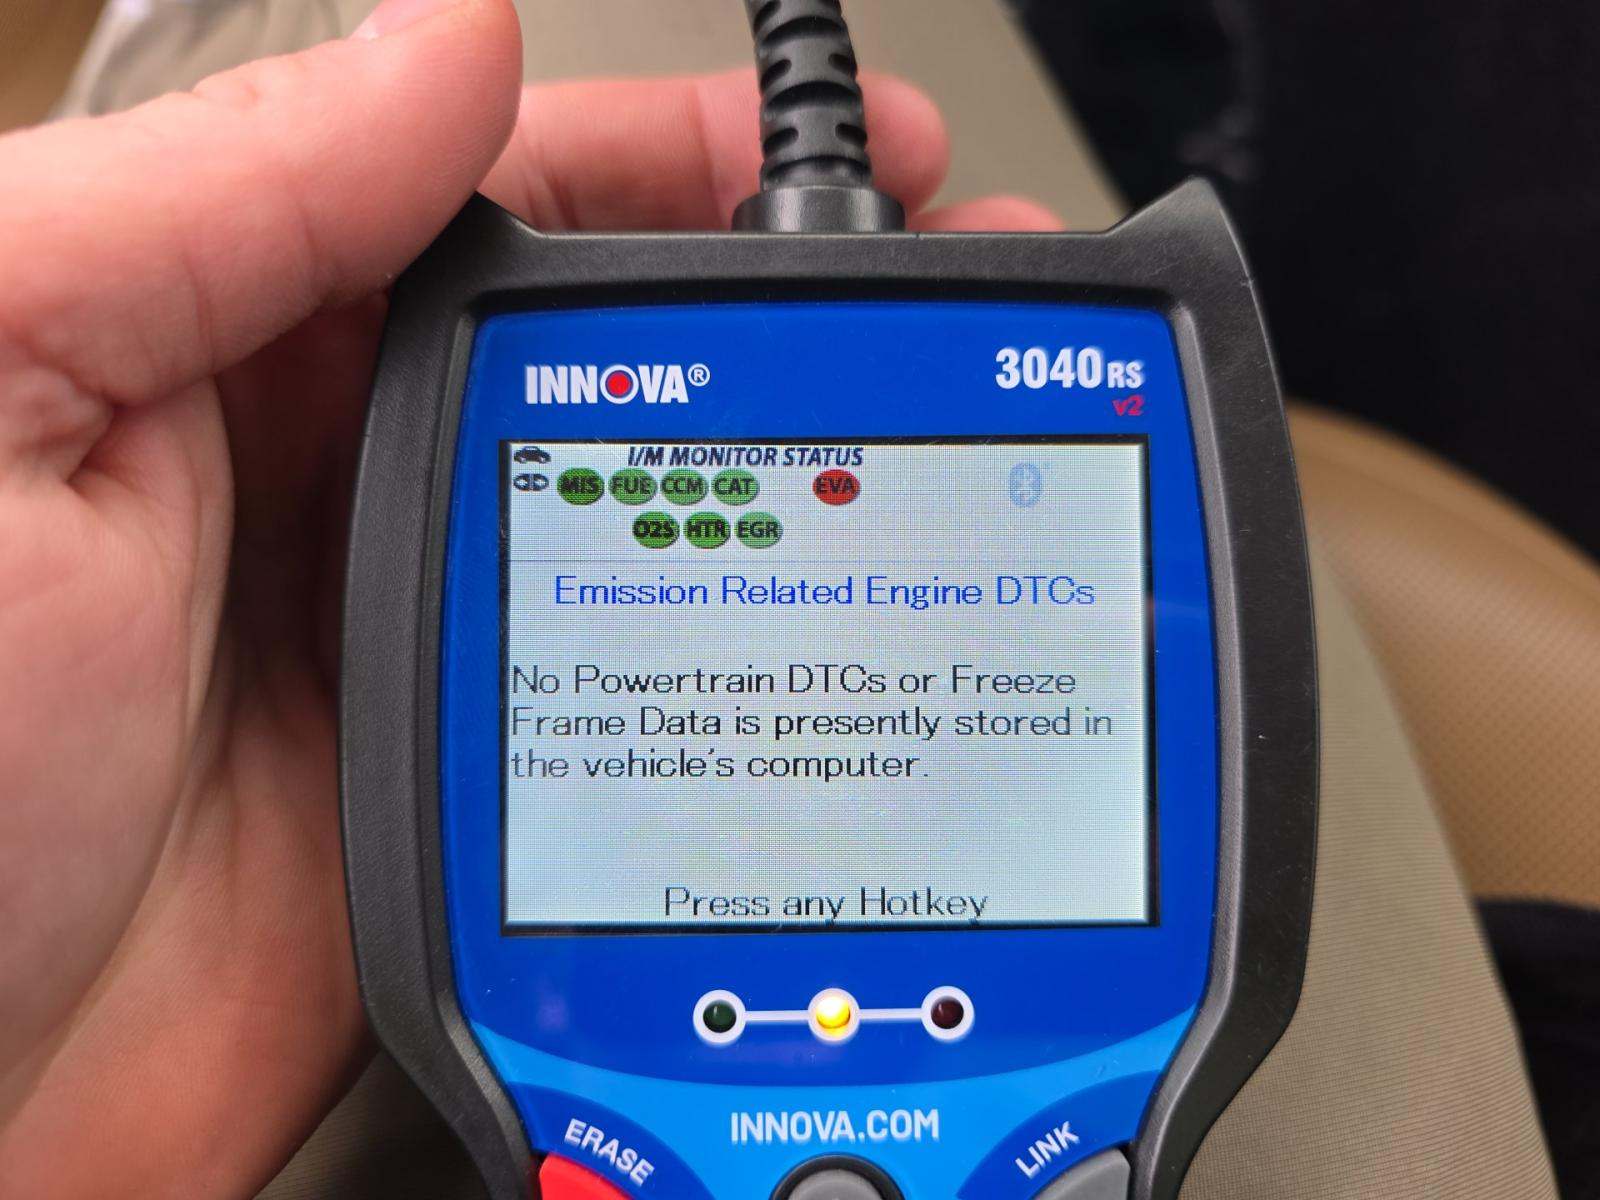 INNOVA®
3040RS
v2
I/M MONITOR STATUS
MIS FUE CCM CAT EVA
O2S HTR EGR
Emission Related Engine DTCs
No Powertrain DTCs or Freeze
Frame Data is presently stored in
the vehicle's computer.
Press any Hotkey
INNOVA.COM
ERASE
LINK